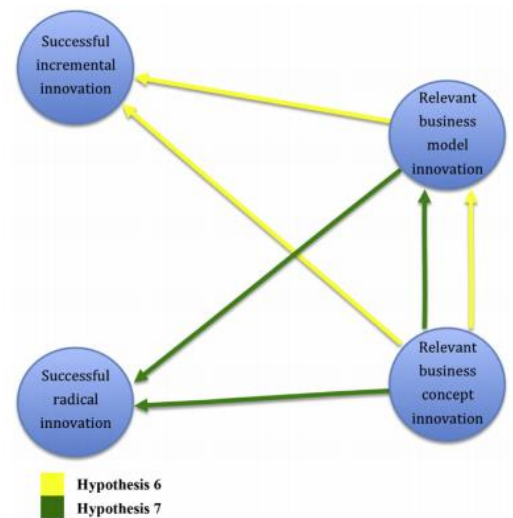 Successful
incremental
innovation
Relevant
business
model
innovation
Successful
radical
innovation
Relevant
business
concept
innovation
Hypothesis 6
Hypothesis 7